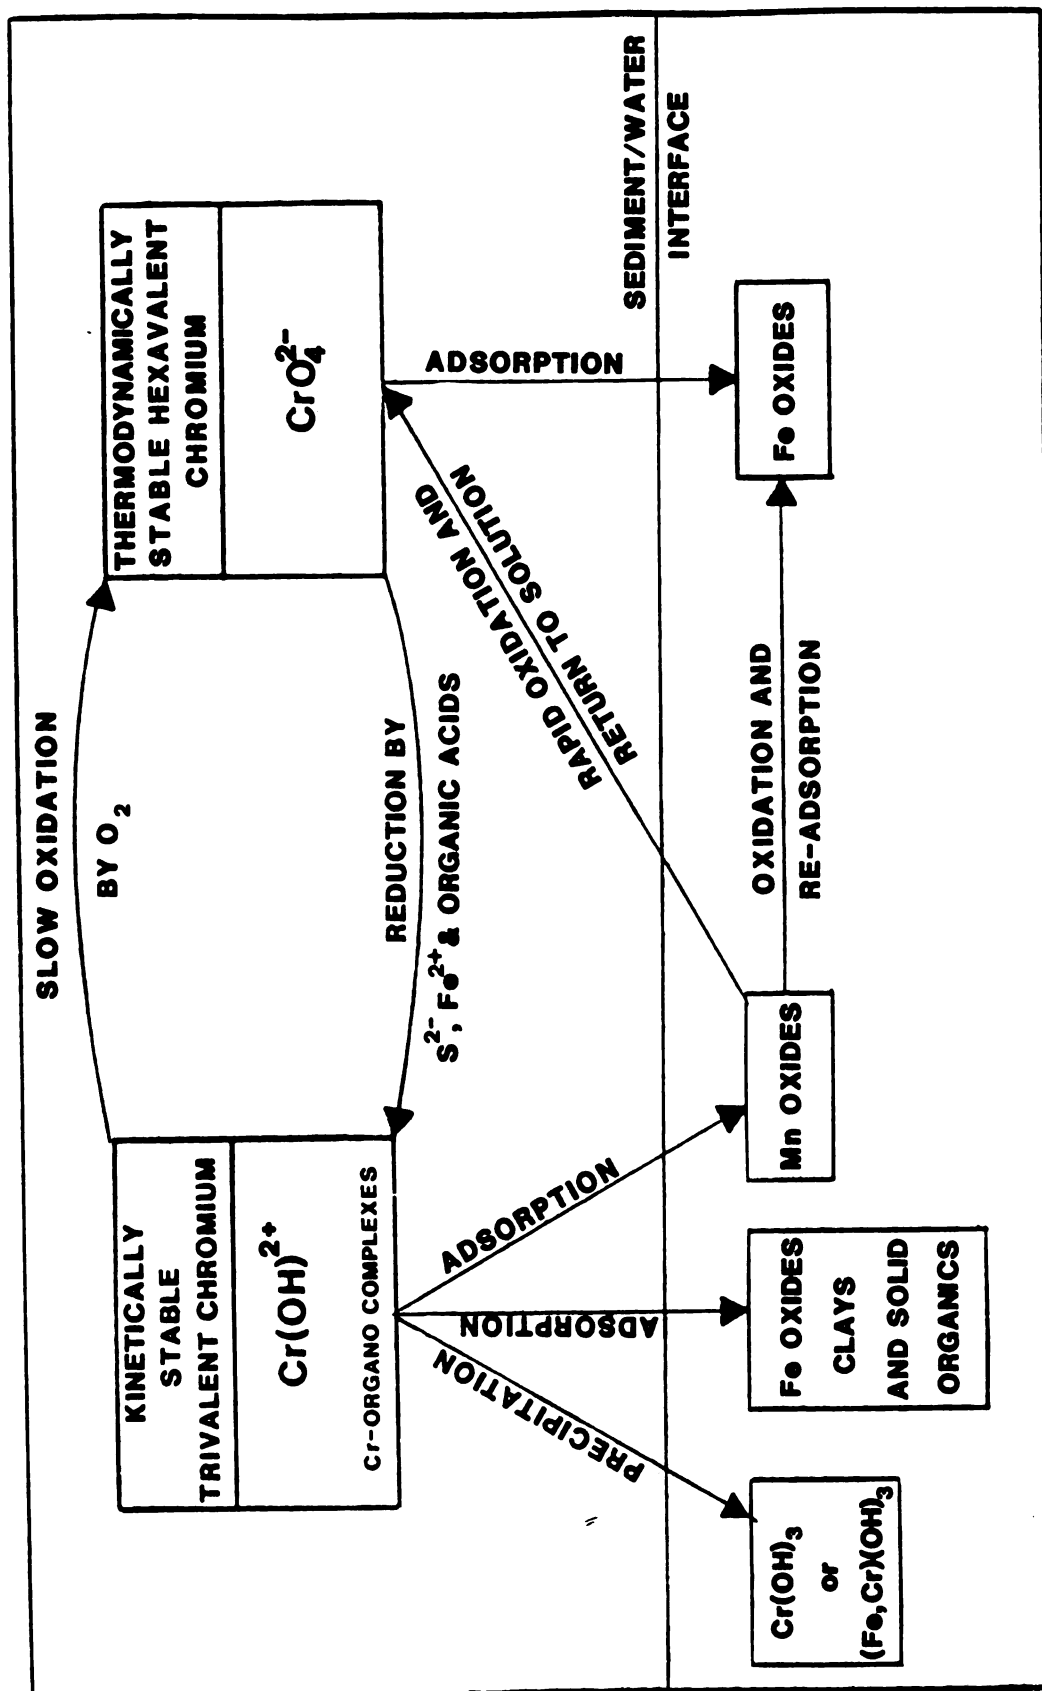 SLOW OXIDATION
BY O₂
KINETICALLY
STABLE
TRIVALENT CHROMIUM
Cr(OH)²⁺
Cr-ORGANO COMPLEXES
THERMODYNAMICALLY
STABLE HEXAVALENT
CHROMIUM
CrO₄²⁻
REDUCTION BY
S²⁻, Fe²⁺ & ORGANIC ACIDS
PRECIPITATION
ADSORPTION
ADSORPTION
RAPID OXIDATION AND
RETURN TO SOLUTION
ADSORPTION
SEDIMENT/WATER
INTERFACE
Cr(OH)₃
or
(Fe,Cr)(OH)₃
Fe OXIDES
CLAYS
AND SOLID
ORGANICS
Mn OXIDES
OXIDATION AND
RE-ADSORPTION
Fe OXIDES